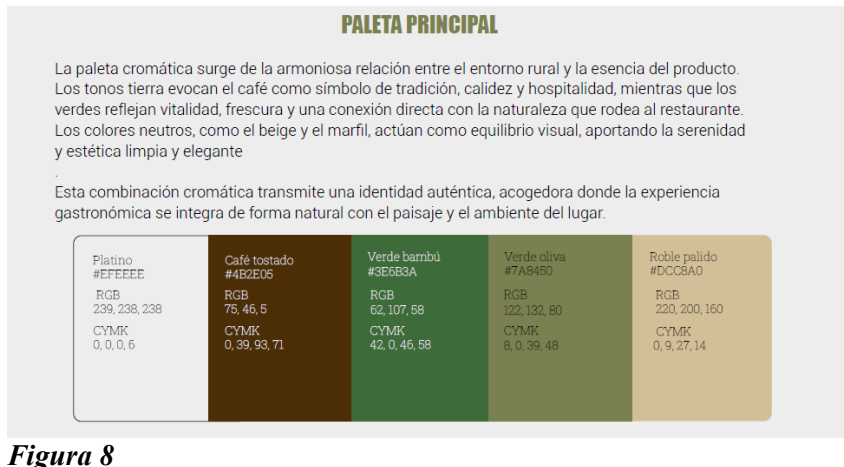 PALETA PRINCIPAL
La paleta cromática surge de la armoniosa relación entre el entorno rural y la esencia del producto.
Los tonos tierra evocan el café como símbolo de tradición, calidez y hospitalidad, mientras que los
verdes reflejan vitalidad, frescura y una conexión directa con la naturaleza que rodea al restaurante.
Los colores neutros, como el beige y el marfil, actúan como equilibrio visual, aportando la serenidad
y estética limpia y elegante
.
Esta combinación cromática transmite una identidad auténtica, acogedora donde la experiencia
gastronómica se integra de forma natural con el paisaje y el ambiente del lugar.
Platino
#EFEEEE
RGB
239, 238, 238
CYMK
0, 0, 0, 6
Café tostado
#4B2E05
RGB
75, 46, 5
CYMK
0, 39, 93, 71
Verde bambú
#3E6B3A
RGB
62, 107, 58
CYMK
42, 0, 46, 58
Verde oliva
#7A8450
RGB
122, 132, 80
CYMK
8, 0, 39, 48
Roble palido
#DCC8A0
RGB
220, 200, 160
CYMK
0, 9, 27, 14
Figura 8